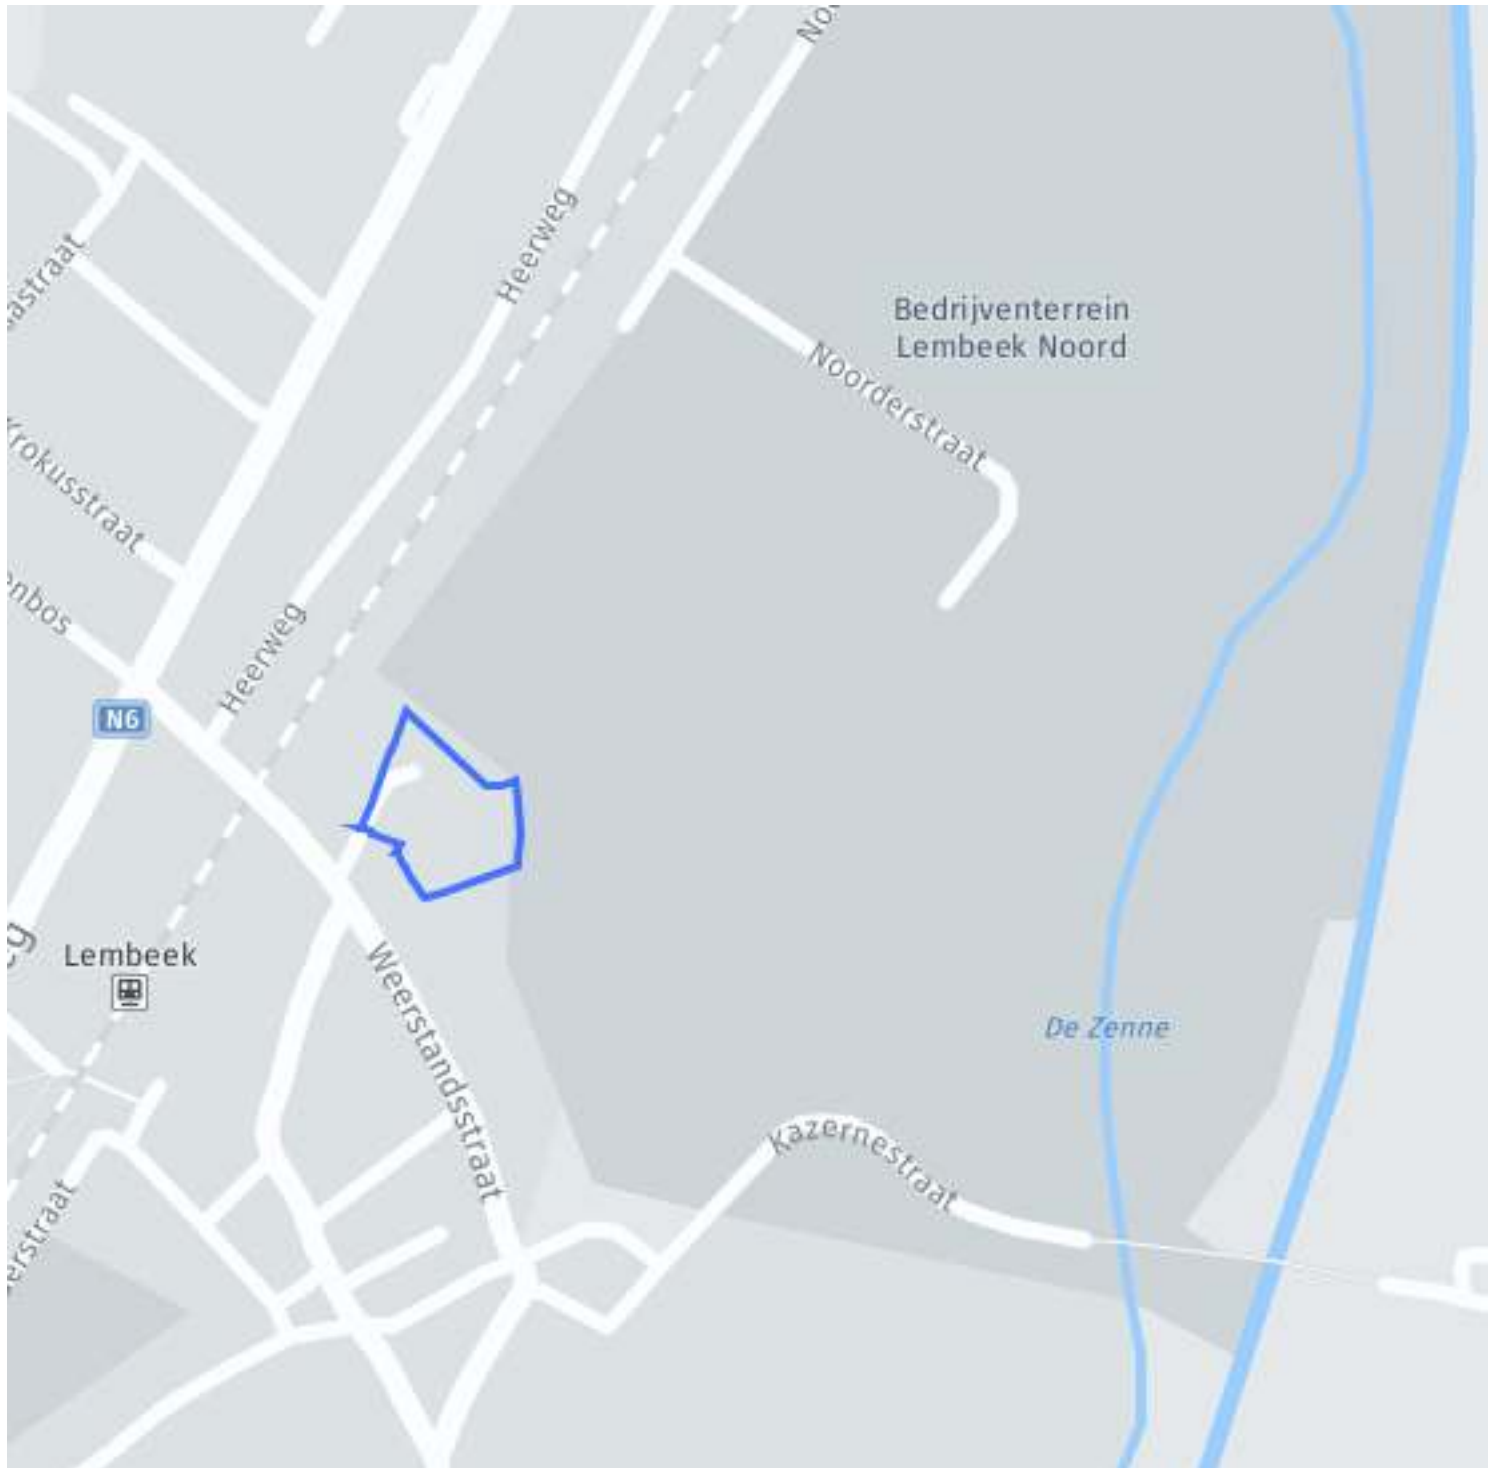 Heerweg
Bedrijventerrein
Lembeek Noord
Noorderstraat
Krokusstraat
Heerweg
N6
Lembeek
Weerstandsstraat
De Zenne
Kazernestraat